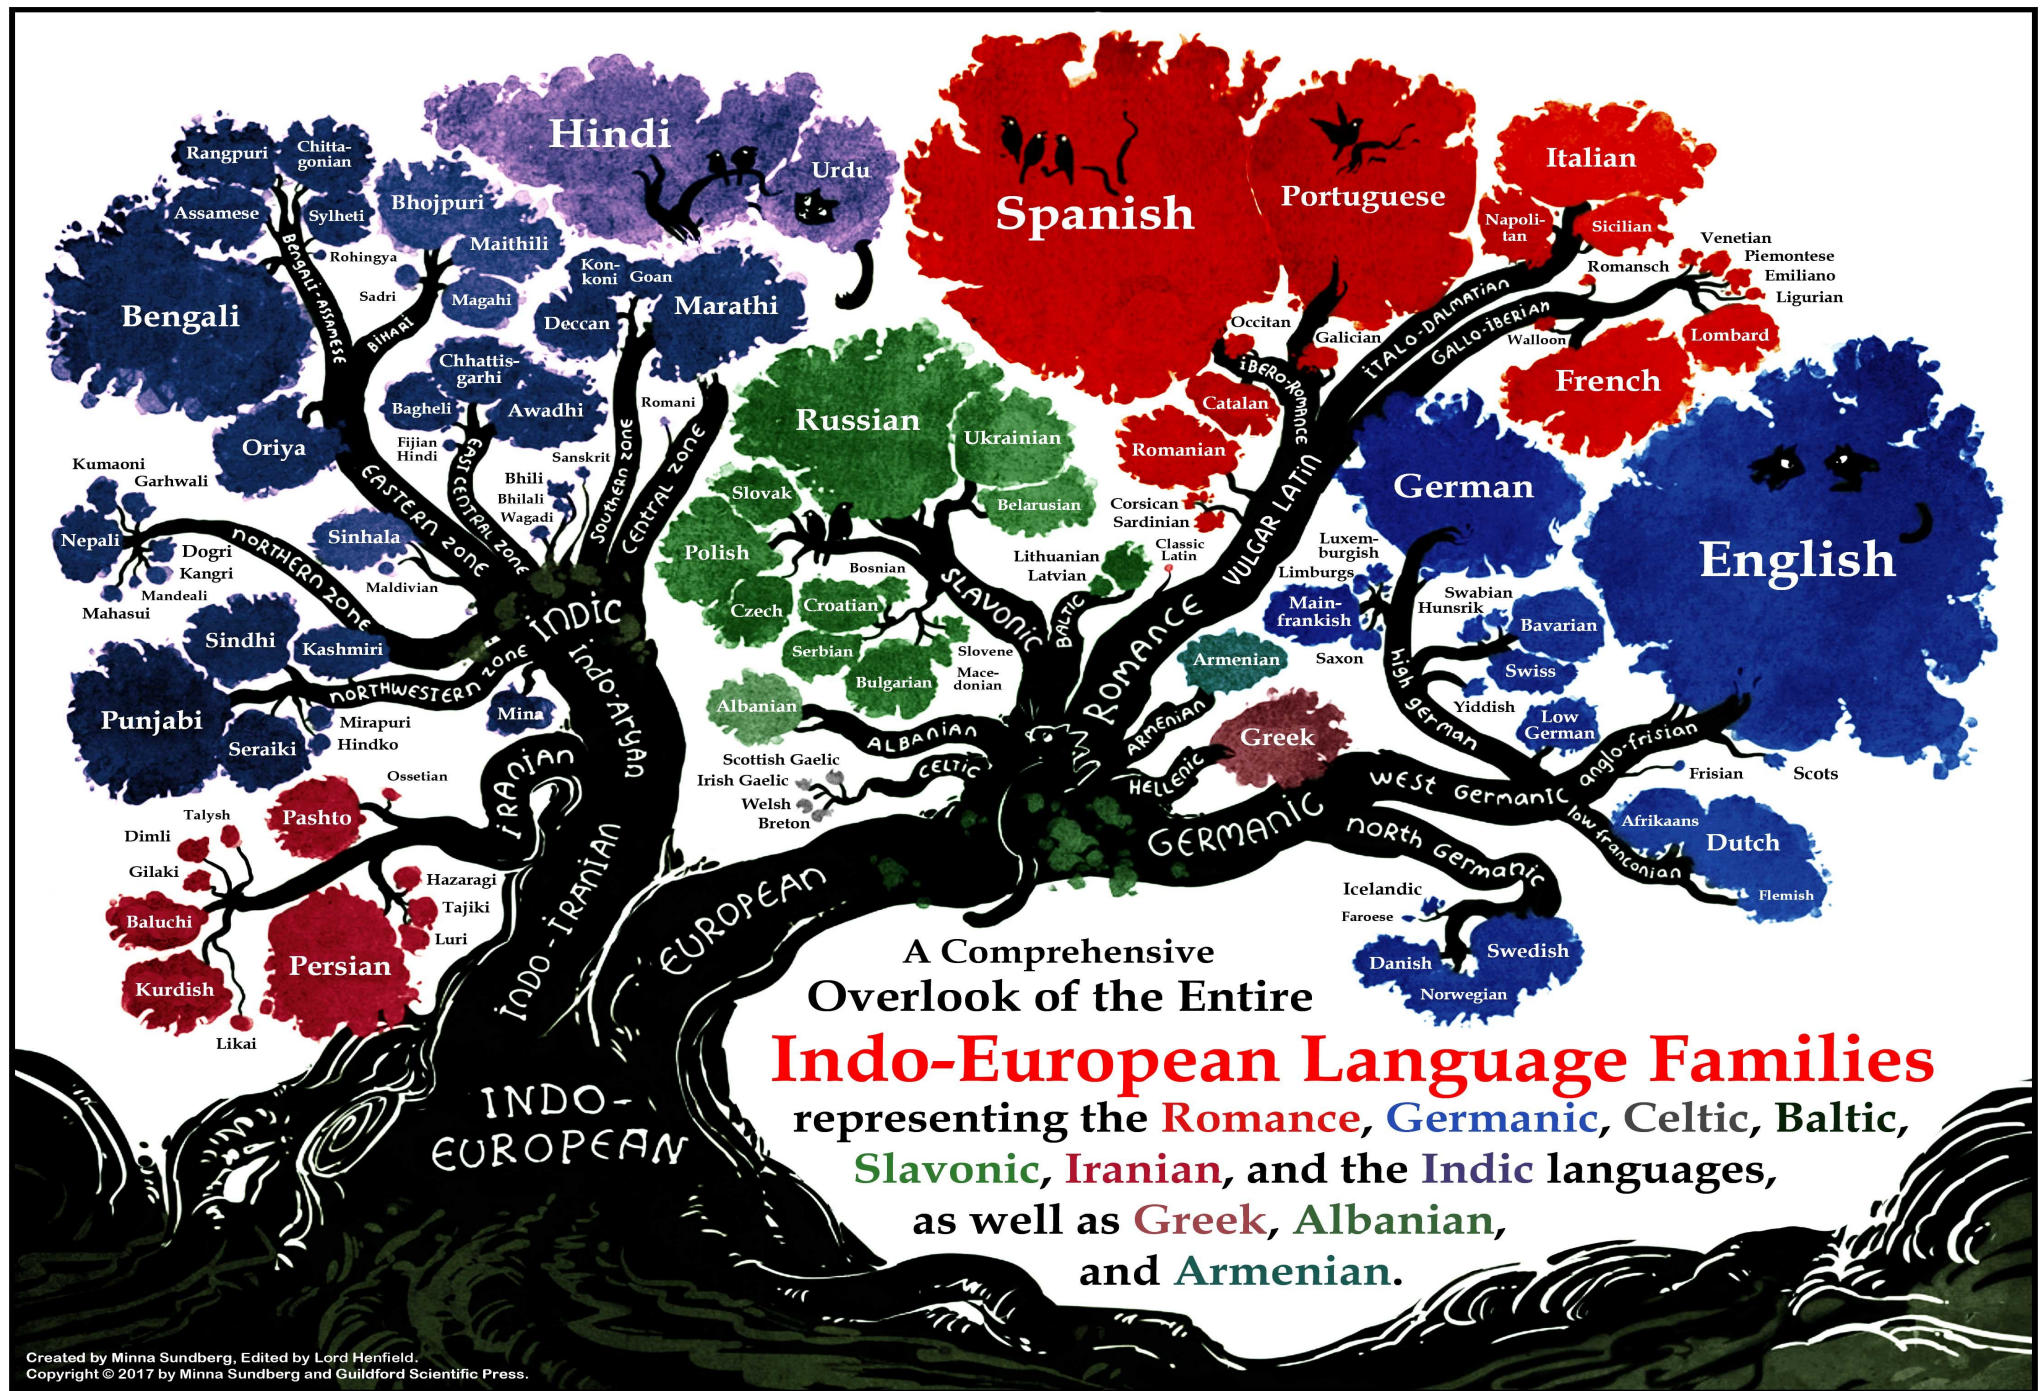 Hindi
Urdu
Rangpuri
Chitta-
gonian
Assamese
Sylheti
Bhojpuri
Maithili
Rohingya
Sadri
Magahi
Bengali
BENGALI-ASSAMESE
BIHARI
Kon-
koni
Goan
Deccan
Marathi
Chhattis-
garhi
Bagheli
Awadhi
Fijian
Hindi
Romani
Oriya
Kumaoni
Garhwali
Nepali
Dogri
Kangri
Mandeali
Mahasui
Sinhala
Maldivian
Bhili
Bhilali
Wagadi
Sanskrit
EASTERN ZONE
EAST CENTRAL ZONE
SOUTHERN ZONE
CENTRAL ZONE
NORTHERN ZONE
INDIC
Sindhi
Kashmiri
NORTHWESTERN ZONE
Punjabi
Seraiki
Mirapuri
Hindko
Mina
INDO-ARYAN
IRANIAN
Ossetian
Pashto
Talysh
Dimli
Gilaki
Baluchi
Kurdish
Likai
Persian
Hazaragi
Tajiki
Luri
INDO-IRANIAN
Spanish
Portuguese
Italian
Napoli-
tan
Sicilian
Venetian
Piemontese
Emiliano
Ligurian
Romansch
Lombard
Walloon
French
Occitan
Galician
Catalan
Romanian
Corsican
Sardinian
Classic
Latin
IBERO-ROMANCE
ITALO-DALMATIAN
GALLO-IBERIAN
VULGAR LATIN
ROMANCE
Russian
Ukrainian
Belarusian
Slovak
Polish
Czech
Bosnian
Croatian
Serbian
Bulgarian
Slovene
Mace-
donian
SLAVONIC
Lithuanian
Latvian
BALTIC
Albanian
ALBANIAN
Scottish Gaelic
Irish Gaelic
Welsh
Breton
CELTIC
Armenian
ARMENIAN
Greek
HELLENIC
German
English
Luxem-
burgish
Limburgs
Main-
frankish
Saxon
Swabian
Hunsrik
Bavarian
Swiss
Yiddish
Low
German
HIGH GERMAN
WEST GERMANIC
ANGLO-FRISIAN
Frisian
Scots
LOW FRANCONIAN
Afrikaans
Dutch
Flemish
GERMANIC
NORTH GERMANIC
Icelandic
Faroese
Danish
Swedish
Norwegian
EUROPEAN
INDO-
EUROPEAN
A Comprehensive
Overlook of the Entire
Indo-European Language Families
representing the Romance, Germanic, Celtic, Baltic,
Slavonic, Iranian, and the Indic languages,
as well as Greek, Albanian,
and Armenian.
Created by Minna Sundberg, Edited by Lord Henfield.
Copyright © 2017 by Minna Sundberg and Guildford Scientific Press.